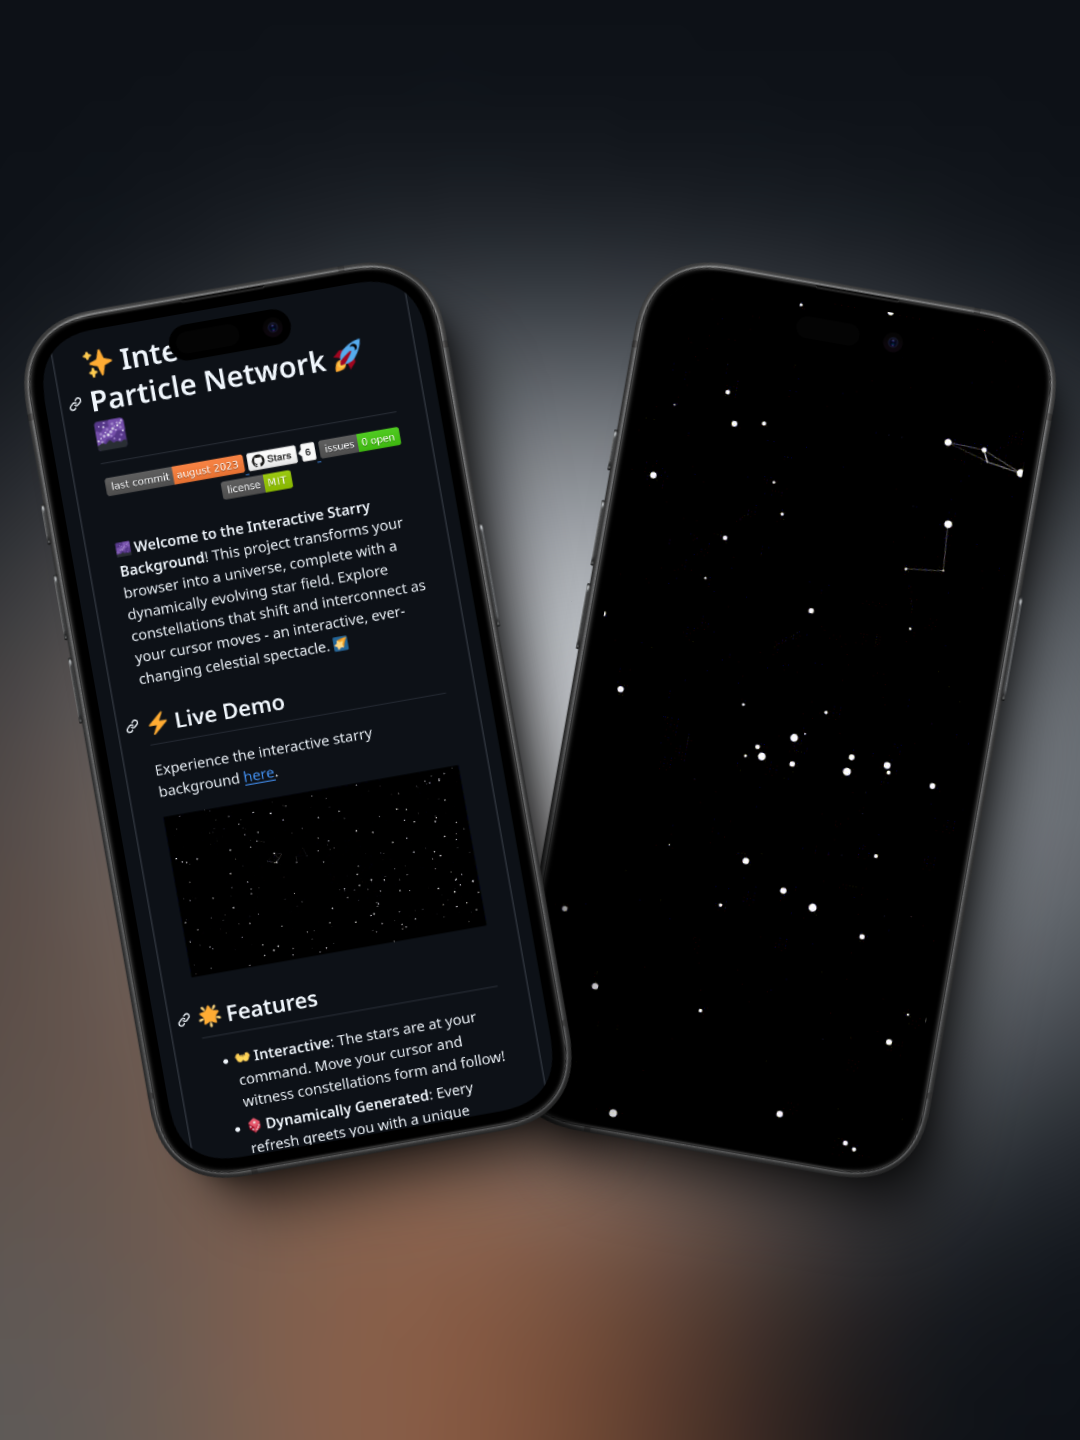 ✨ Inte
Particle Network 🚀
🌌
last commit august 2023 Stars 6 issues 0 open
license MIT
🌌 Welcome to the Interactive Starry
Background! This project transforms your
browser into a universe, complete with a
dynamically evolving star field. Explore
constellations that shift and interconnect as
your cursor moves - an interactive, ever-
changing celestial spectacle. 🌠
⚡ Live Demo
Experience the interactive starry
background here.
🌟 Features
• 👐 Interactive: The stars are at your
command. Move your cursor and
witness constellations form and follow!
• 🎲 Dynamically Generated: Every
refresh greets you with a unique